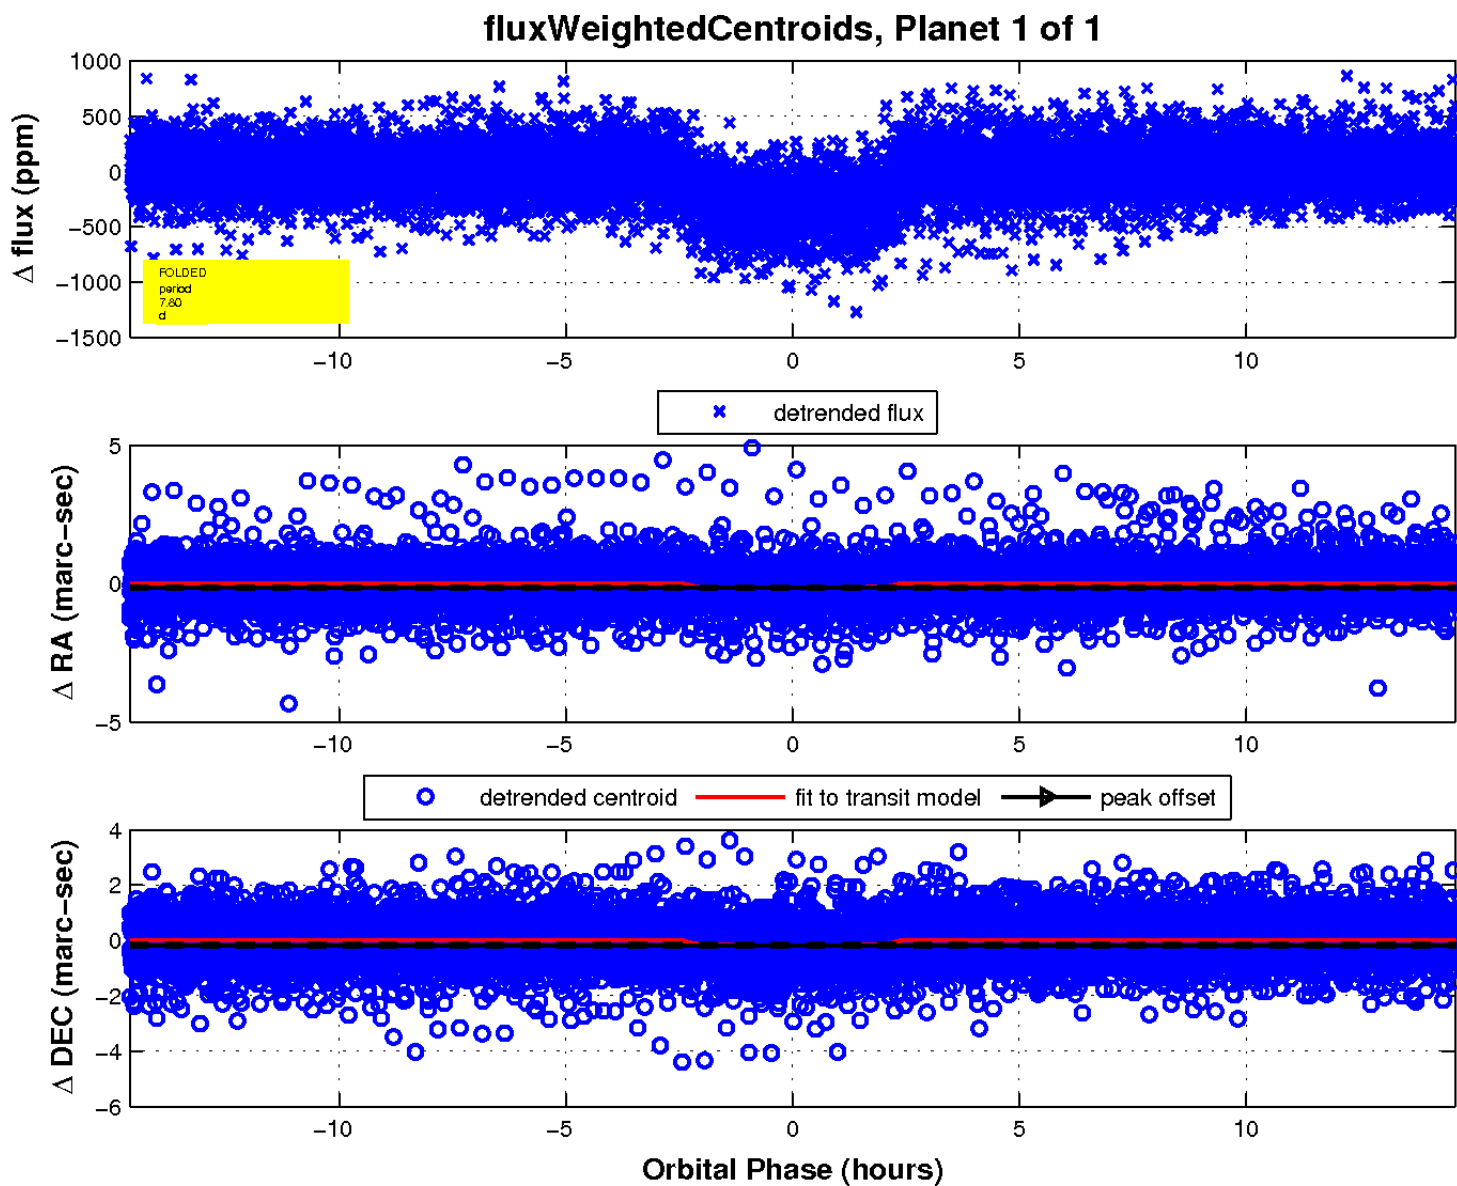 fluxWeightedCentroids, Planet 1 of 1
1000
500
0
−500
−1000
−1500
Δ flux (ppm)
FOLDED
period
7.80
d
−10 −5 0 5 10
detrended flux
5
0
−5
Δ RA (marc−sec)
−10 −5 0 5 10
detrended centroid fit to transit model peak offset
4
2
0
−2
−4
−6
Δ DEC (marc−sec)
−10 −5 0 5 10
Orbital Phase (hours)